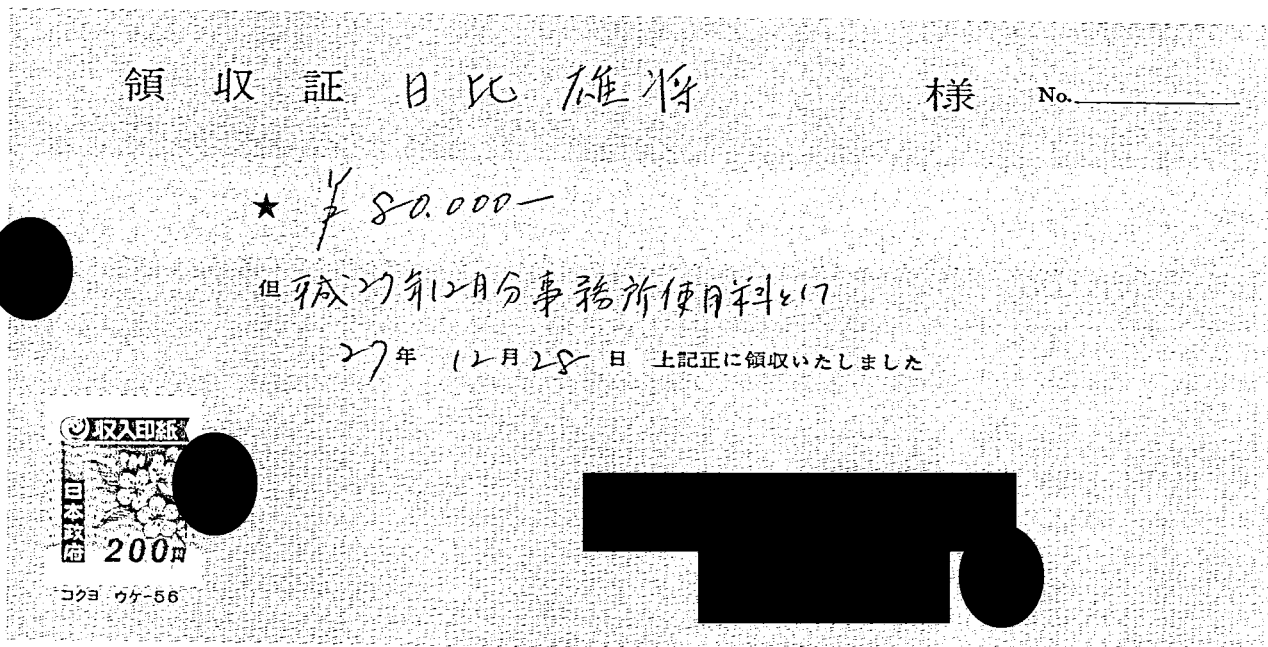 領収証 日比 雄将 様 No.
★ ¥80.000-
但 平成27年12月分事務所使用料として
27年 12月28日 上記正に領収いたしました
収入印紙
日本政府
200円
コクヨ ウケ-56